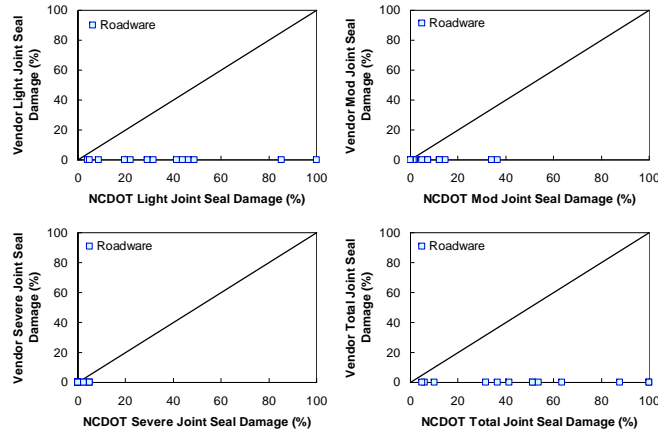 Vendor Light Joint Seal
Damage (%)
100
80
60
40
20
0
Roadware
0 20 40 60 80 100
NCDOT Light Joint Seal Damage (%)
Vendor Mod Joint Seal
Damage (%)
100
80
60
40
20
0
Roadware
0 20 40 60 80 100
NCDOT Mod Joint Seal Damage (%)
Vendor Severe Joint Seal
Damage (%)
100
80
60
40
20
0
Roadware
0 20 40 60 80 100
NCDOT Severe Joint Seal Damage (%)
Vendor Total Joint Seal
Damage (%)
100
80
60
40
20
0
Roadware
0 20 40 60 80 100
NCDOT Total Joint Seal Damage (%)